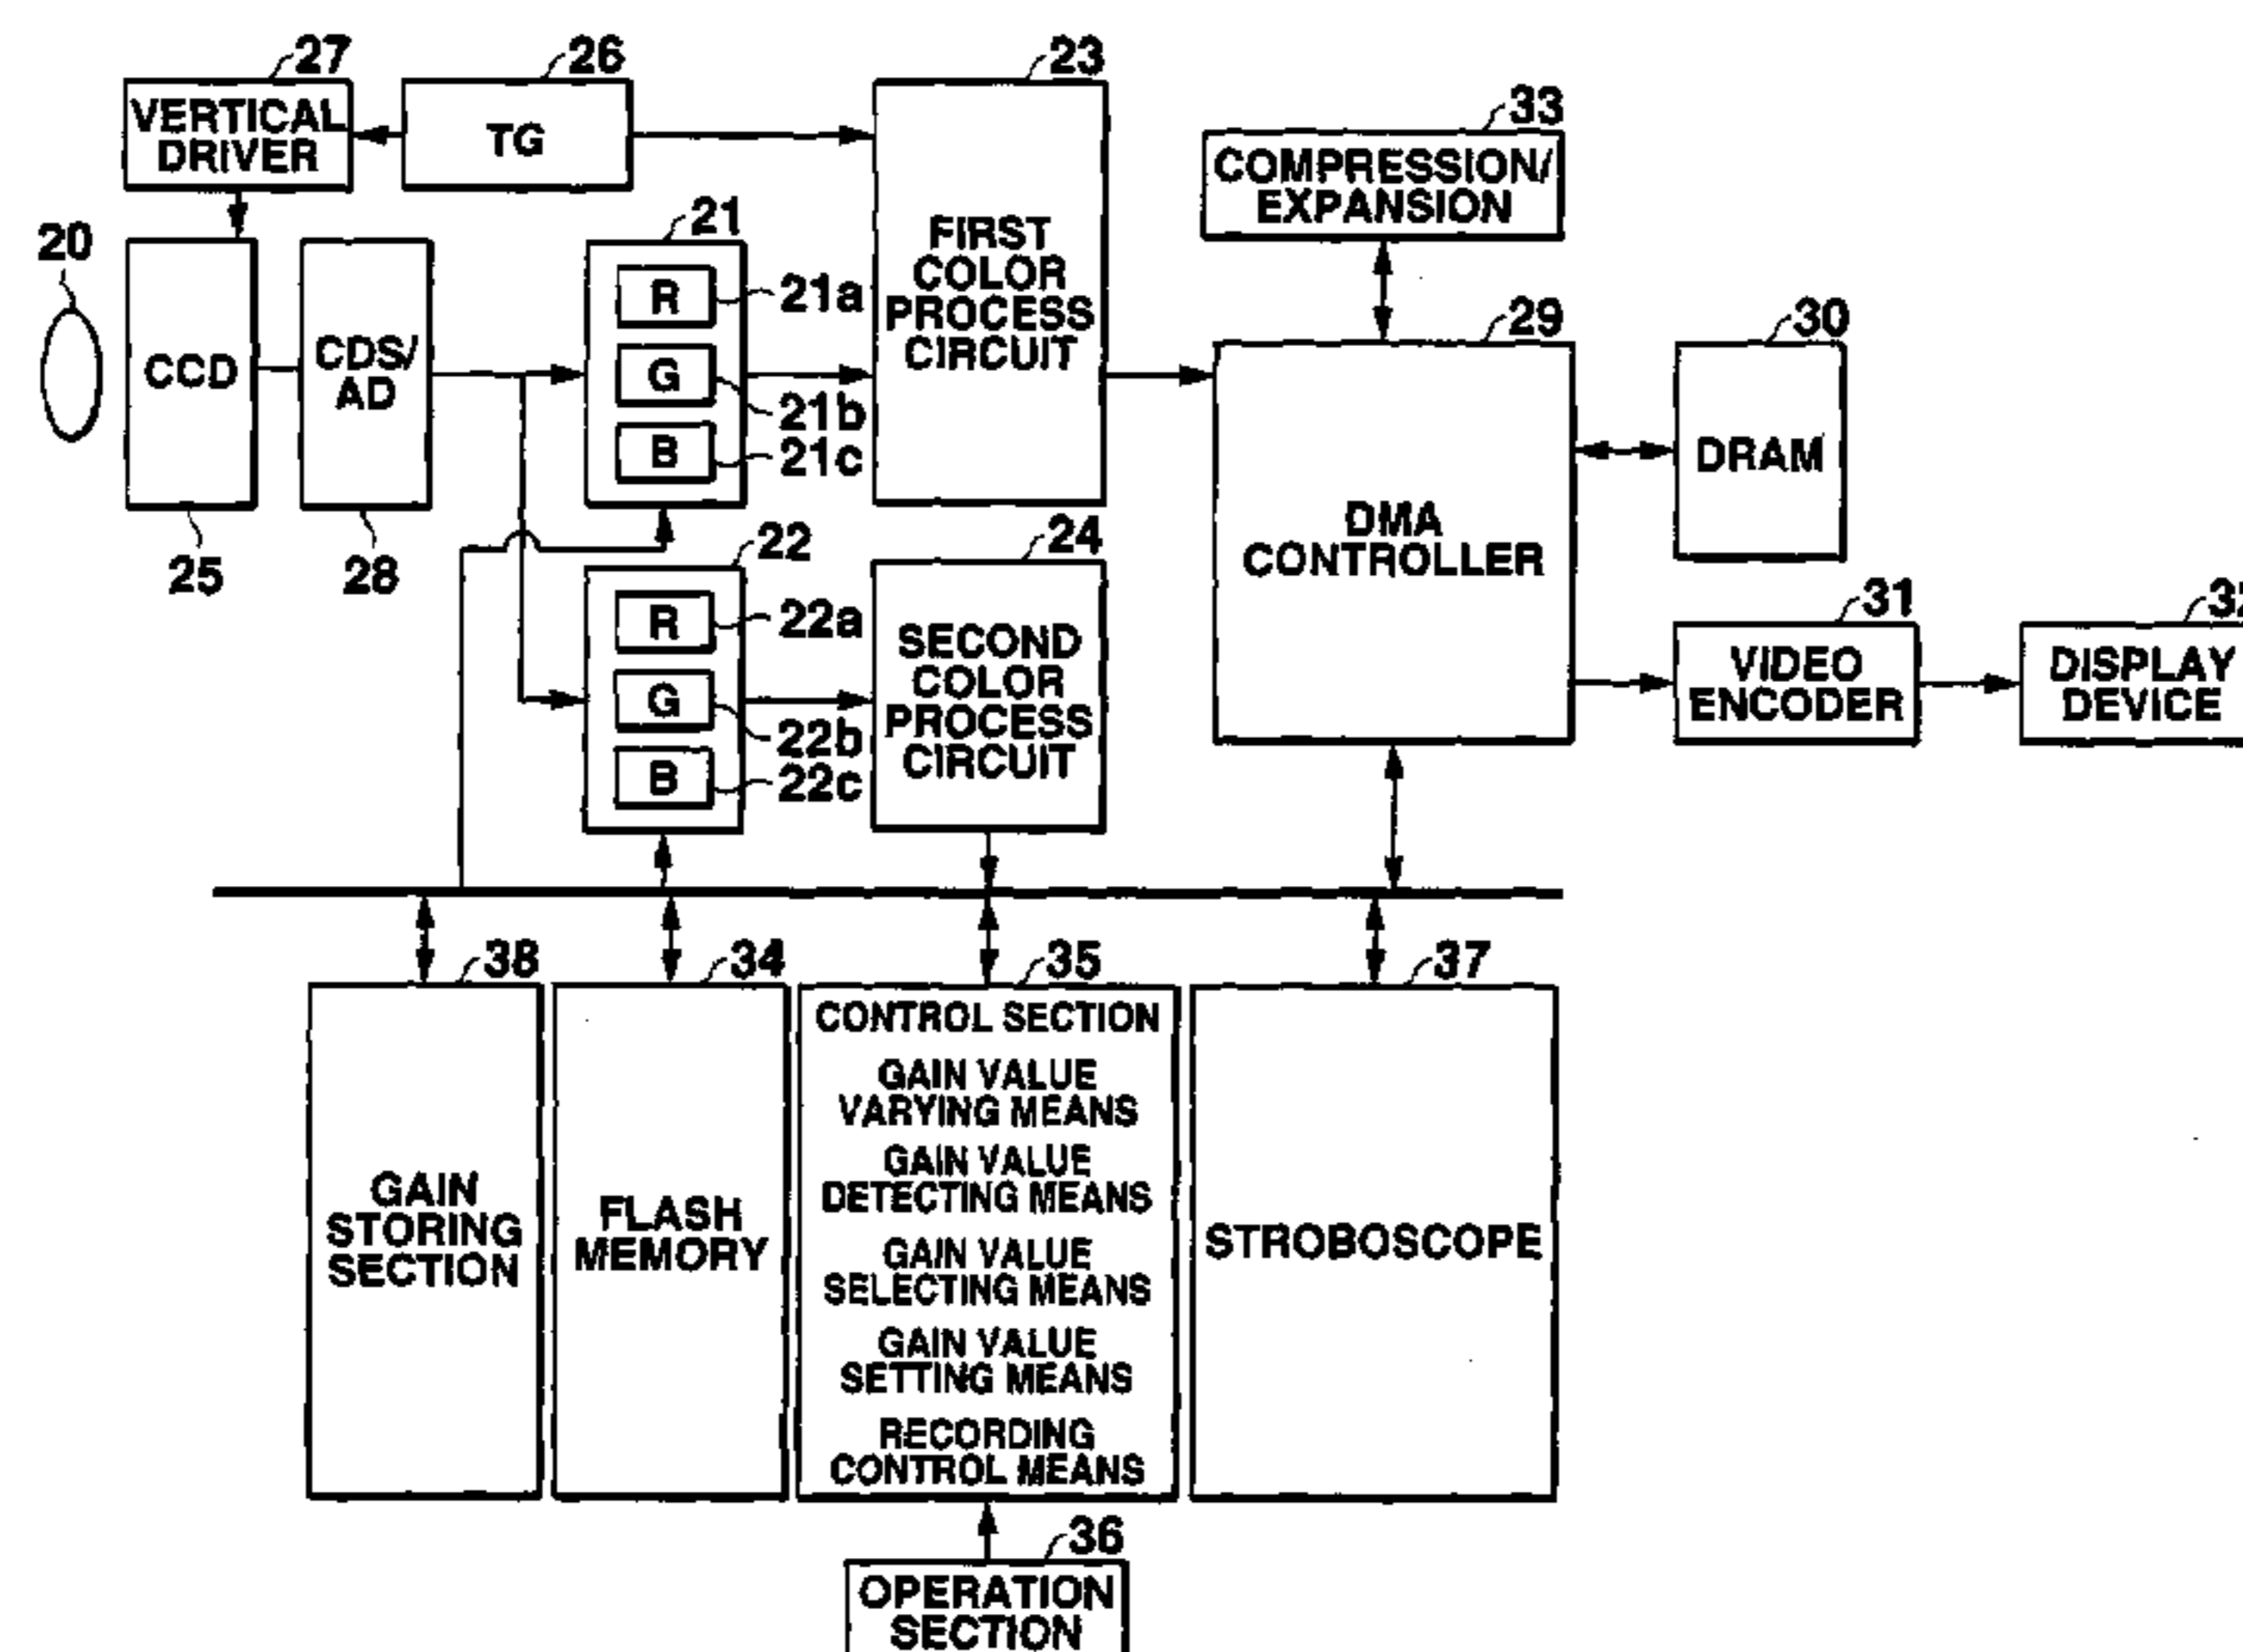 27
26
23
VERTICAL
DRIVER
TG
33
COMPRESSION/
EXPANSION
20
21
CCD
CDS/
AD
R
21a
G
21b
B
21c
FIRST
COLOR
PROCESS
CIRCUIT
29
30
DMA
CONTROLLER
DRAM
25
28
22
24
R
22a
G
22b
B
22c
SECOND
COLOR
PROCESS
CIRCUIT
31
VIDEO
ENCODER
DISPLAY
DEVICE
38
34
35
37
GAIN
STORING
SECTION
FLASH
MEMORY
CONTROL SECTION
GAIN VALUE
VARYING MEANS
GAIN VALUE
DETECTING MEANS
GAIN VALUE
SELECTING MEANS
GAIN VALUE
SETTING MEANS
RECORDING
CONTROL MEANS
STROBOSCOPE
36
OPERATION
SECTION